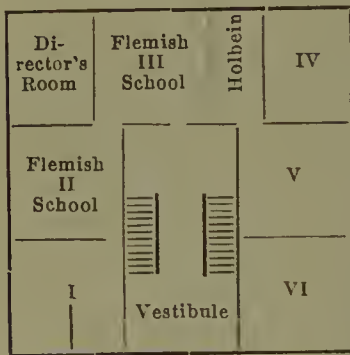 Di-
rector's
Room
Flemish
III
School
Holbein
IV
Flemish
II
School
V
I
Vestibule
VI